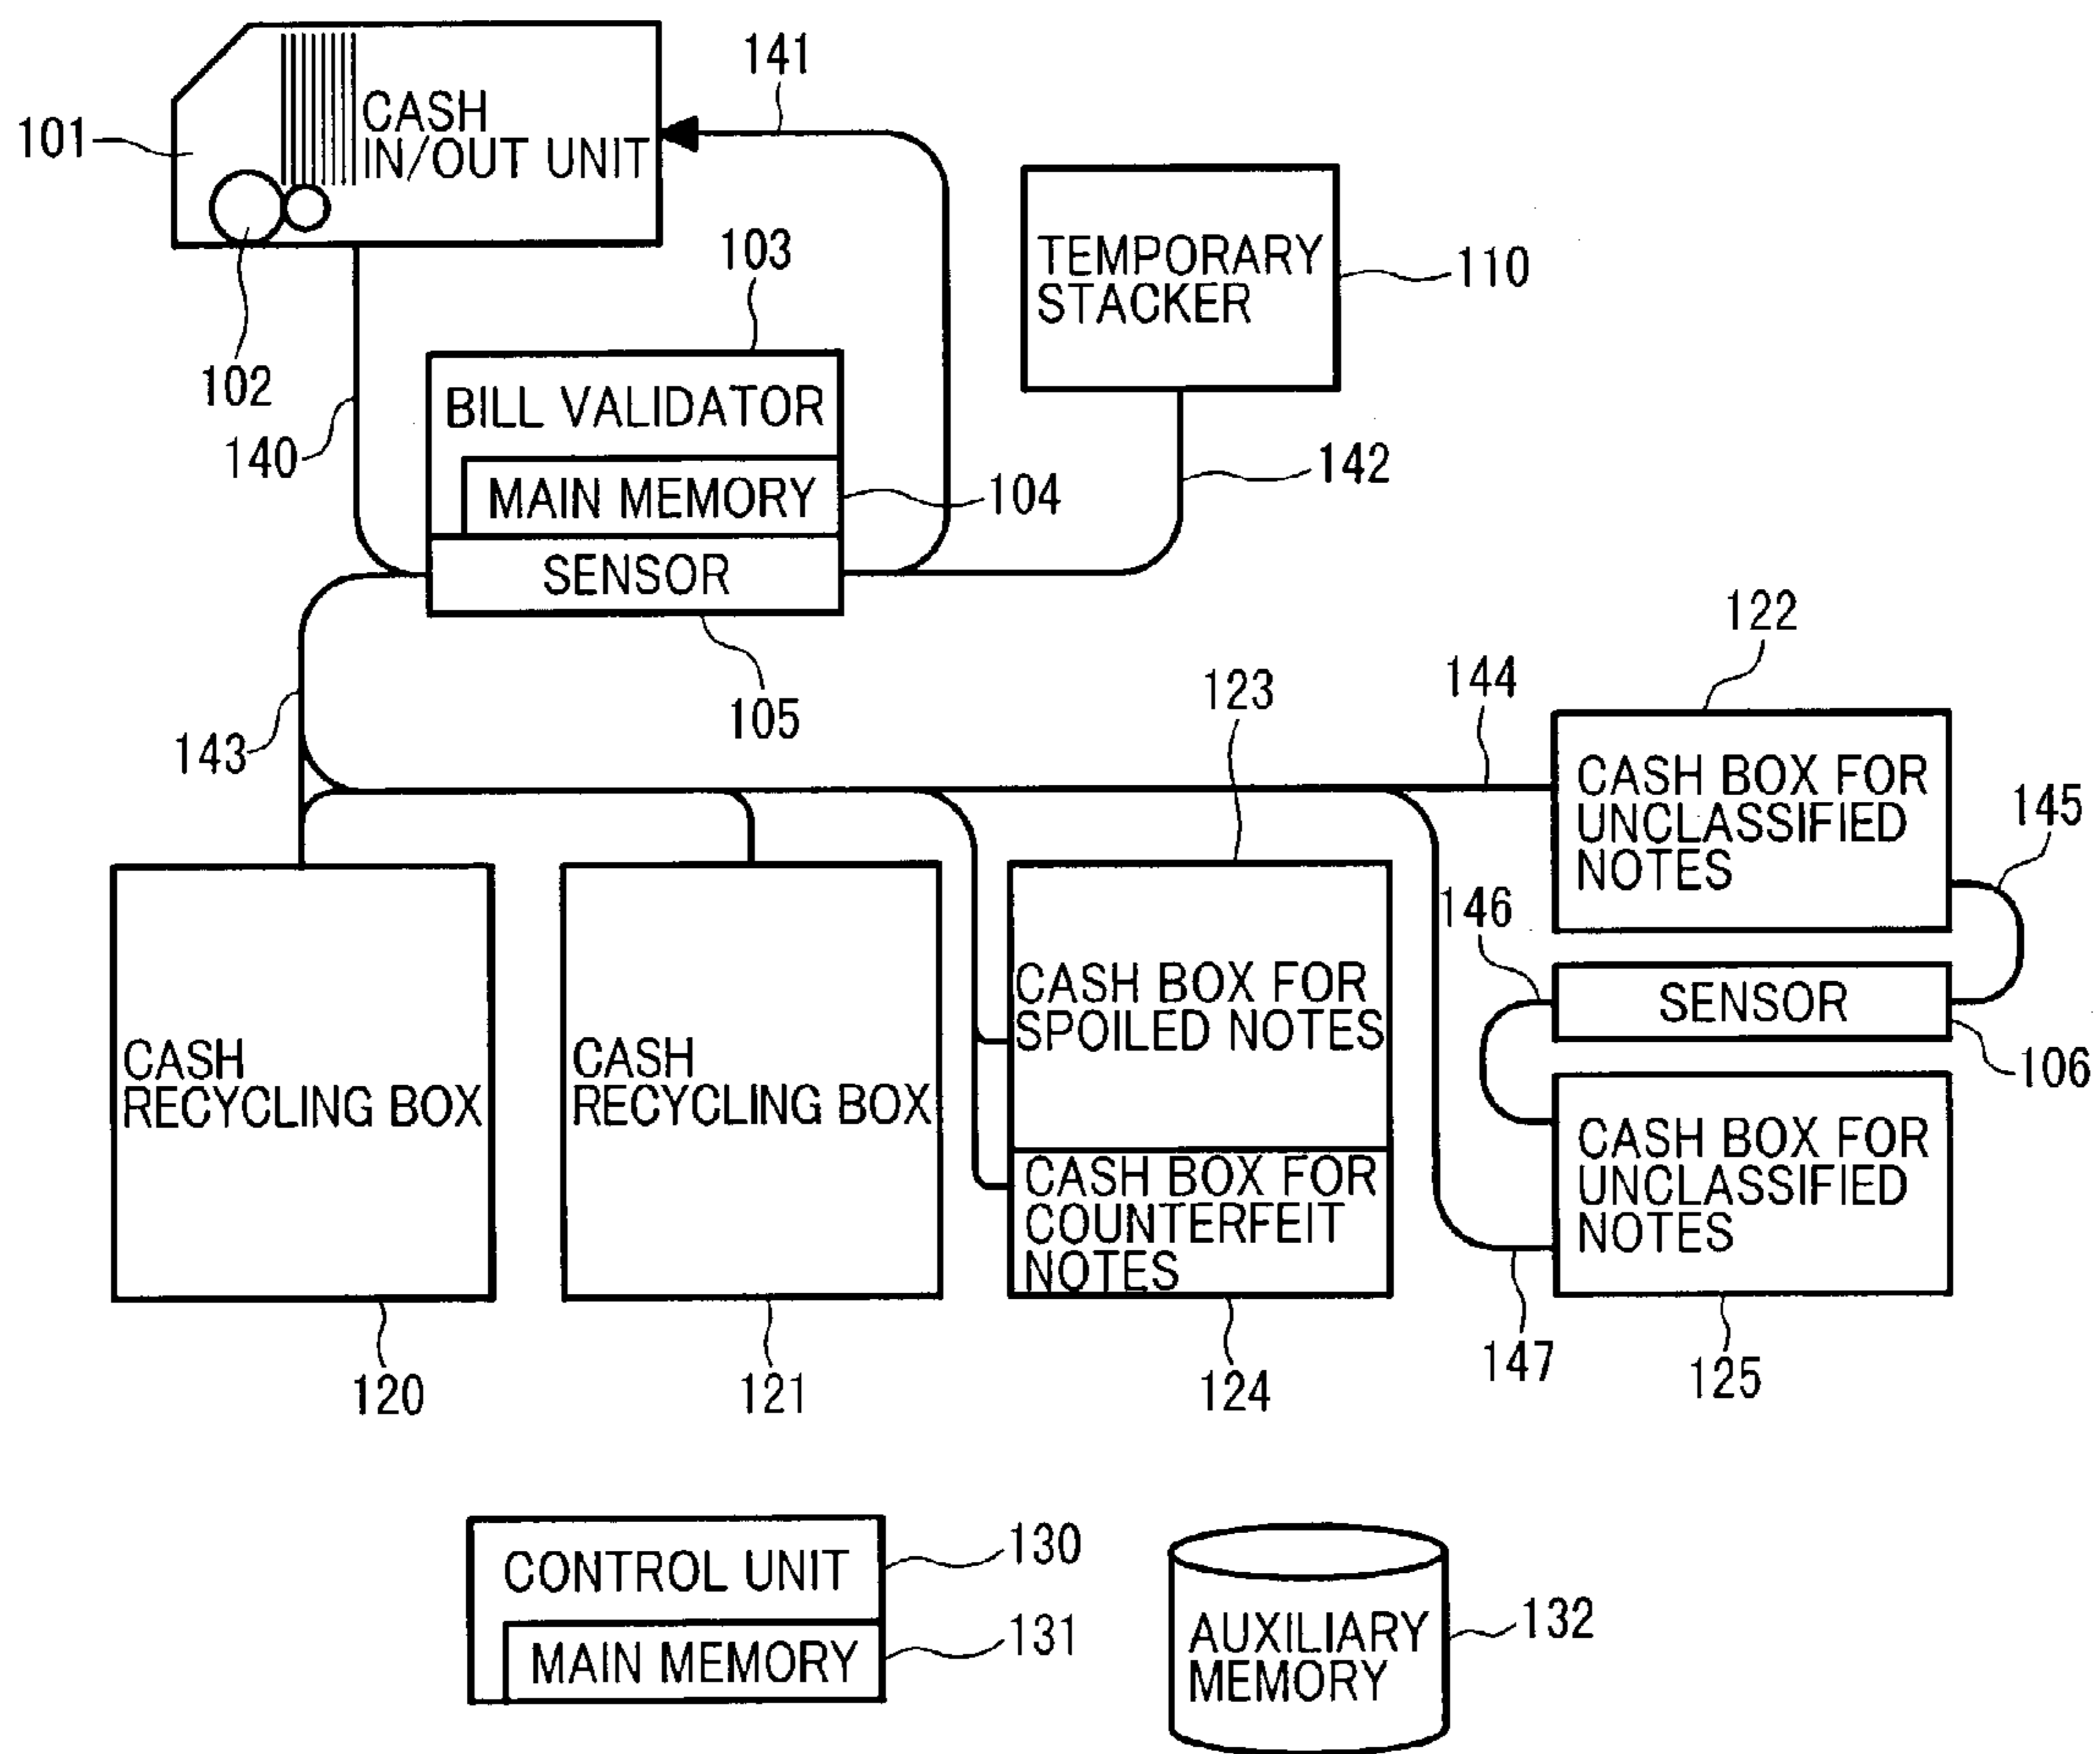 141
101
CASH
IN/OUT UNIT
103
TEMPORARY
STACKER
110
102
BILL VALIDATOR
140
142
MAIN MEMORY
104
SENSOR
122
123
144
105
143
CASH BOX FOR
UNCLASSIFIED
NOTES
145
146
CASH BOX FOR
SPOILED NOTES
SENSOR
106
CASH
RECYCLING BOX
CASH
RECYCLING BOX
CASH BOX FOR
COUNTERFEIT
NOTES
CASH BOX FOR
UNCLASSIFIED
NOTES
120
121
124
147
125
CONTROL UNIT
130
MAIN MEMORY
131
AUXILIARY
MEMORY
132